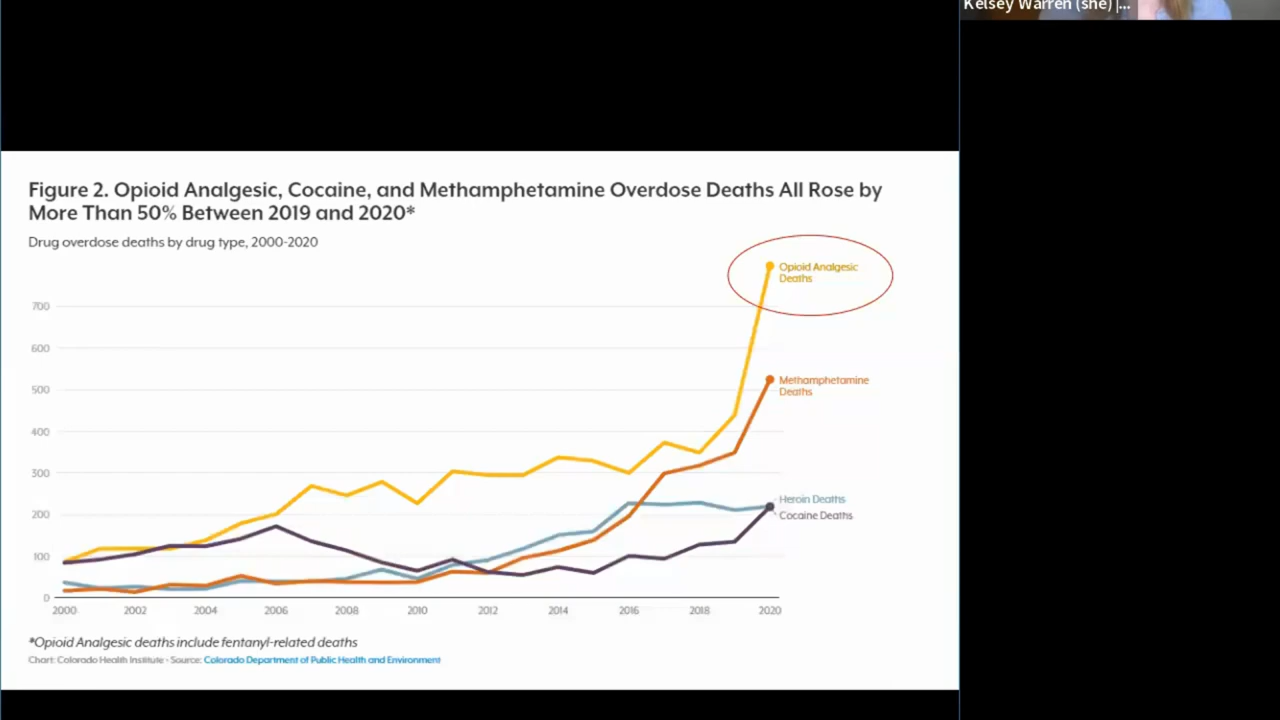 Kelsey Warren (she) |...
Figure 2. Opioid Analgesic, Cocaine, and Methamphetamine Overdose Deaths All Rose by
More Than 50% Between 2019 and 2020*
Drug overdose deaths by drug type, 2000-2020
Opioid Analgesic
Deaths
700
600
500
Methamphetamine
Deaths
400
300
200
Heroin Deaths
Cocaine Deaths
100
0
2000 2002 2004 2006 2008 2010 2012 2014 2016 2018 2020
*Opioid Analgesic deaths include fentanyl-related deaths
Chart: Colorado Health Institute · Source: Colorado Department of Public Health and Environment